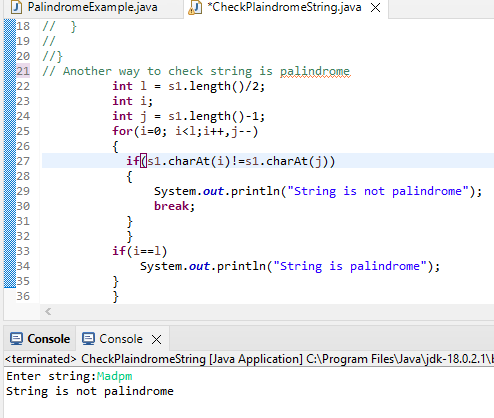 PalindromeExample.java *CheckPlaindromeString.java
18 // }
19 //
20 //}
21 // Another way to check string is palindrome
22 int l = s1.length()/2;
23 int i;
24 int j = s1.length()-1;
25 for(i=0; i<l;i++,j--)
26 {
27 if(s1.charAt(i)!=s1.charAt(j))
28 {
29 System.out.println("String is not palindrome");
30 break;
31 }
32 }
33 if(i==l)
34 System.out.println("String is palindrome");
35 }
36 }
Console Console
<terminated> CheckPlaindromeString [Java Application] C:\Program Files\Java\jdk-18.0.2.1\
Enter string:Madpm
String is not palindrome